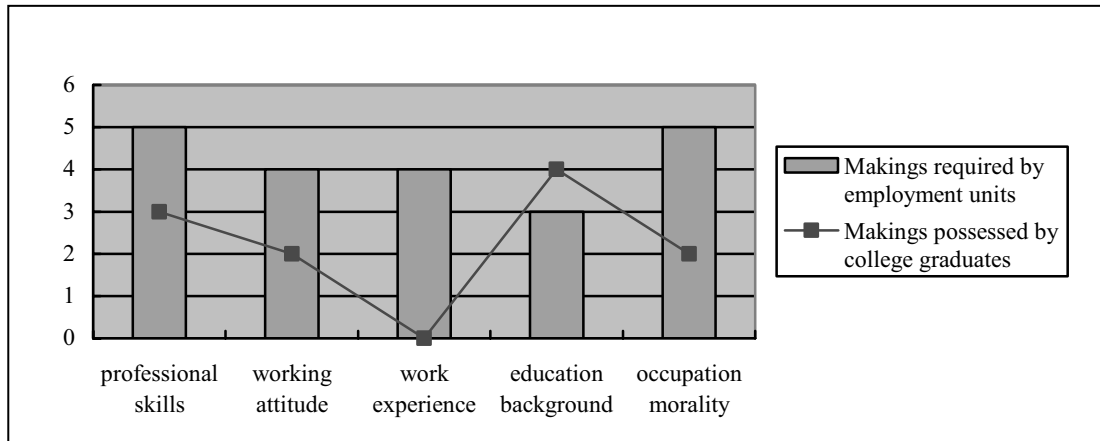 6
5
4
3
2
1
0
professional
skills
working
attitude
work
experience
education
background
occupation
morality
Makings required by
employment units
Makings possessed by
college graduates